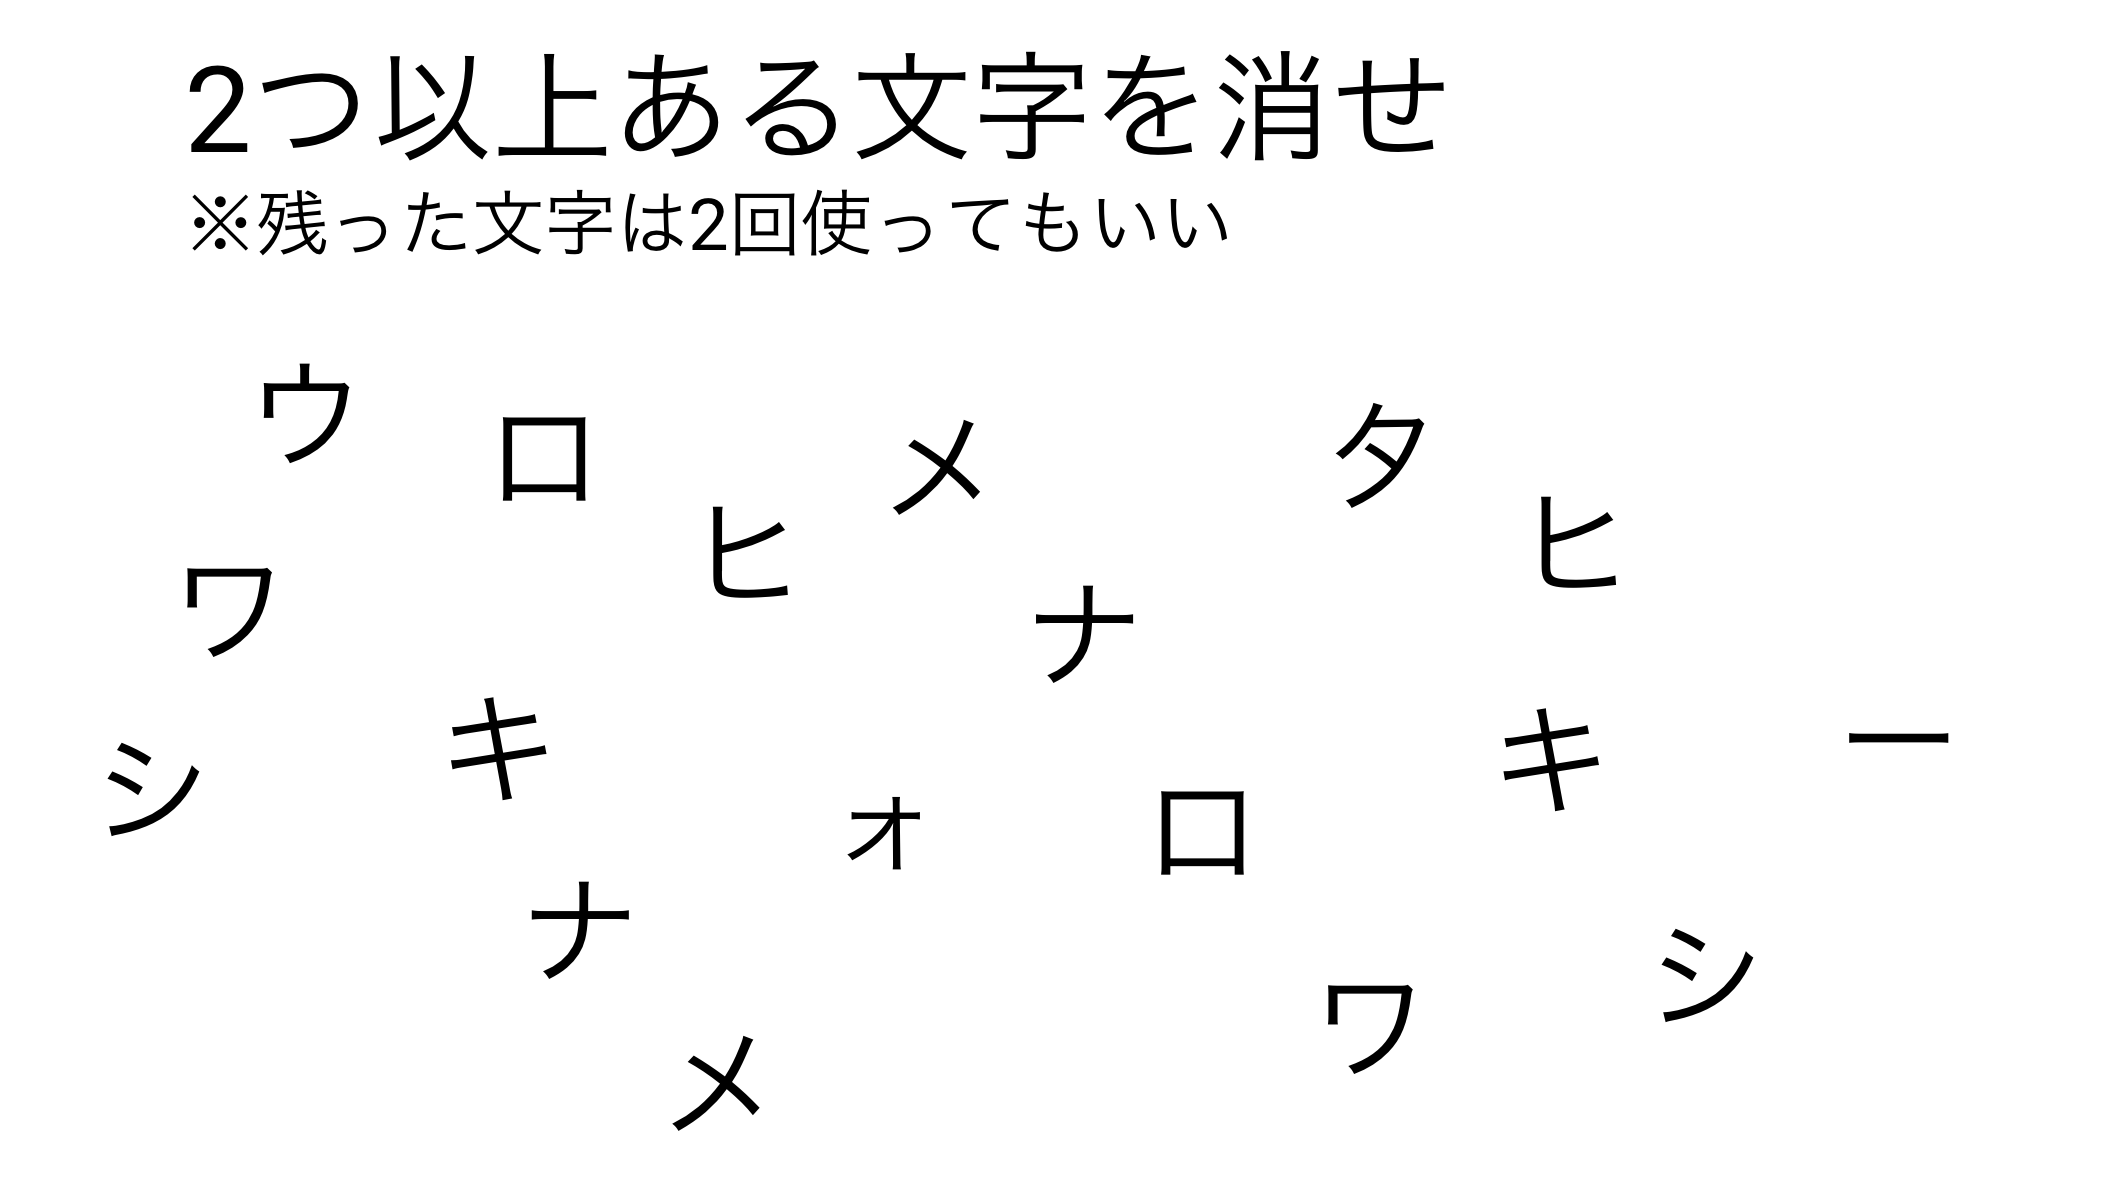 2つ以上ある文字を消せ
※残った文字は2回使ってもいい
ウ
ロ
メ
タ
ヒ
ヒ
ワ
ナ
キ
シ
キ
ー
ォ
ロ
ナ
シ
ワ
メ